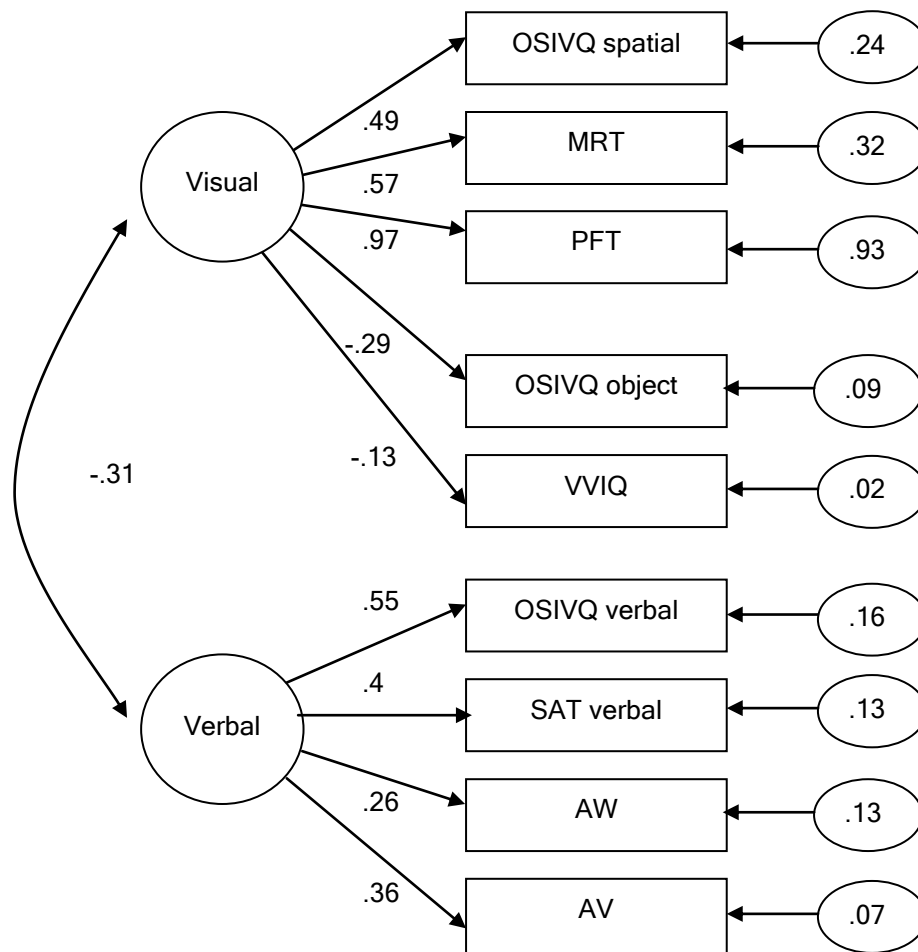 OSIVQ spatial
.24
.49
MRT
.32
Visual
.57
PFT
.93
.97
-.29
OSIVQ object
.09
-.13
VVIQ
.02
-.31
.55
OSIVQ verbal
.16
.4
SAT verbal
.13
Verbal
.26
AW
.13
.36
AV
.07